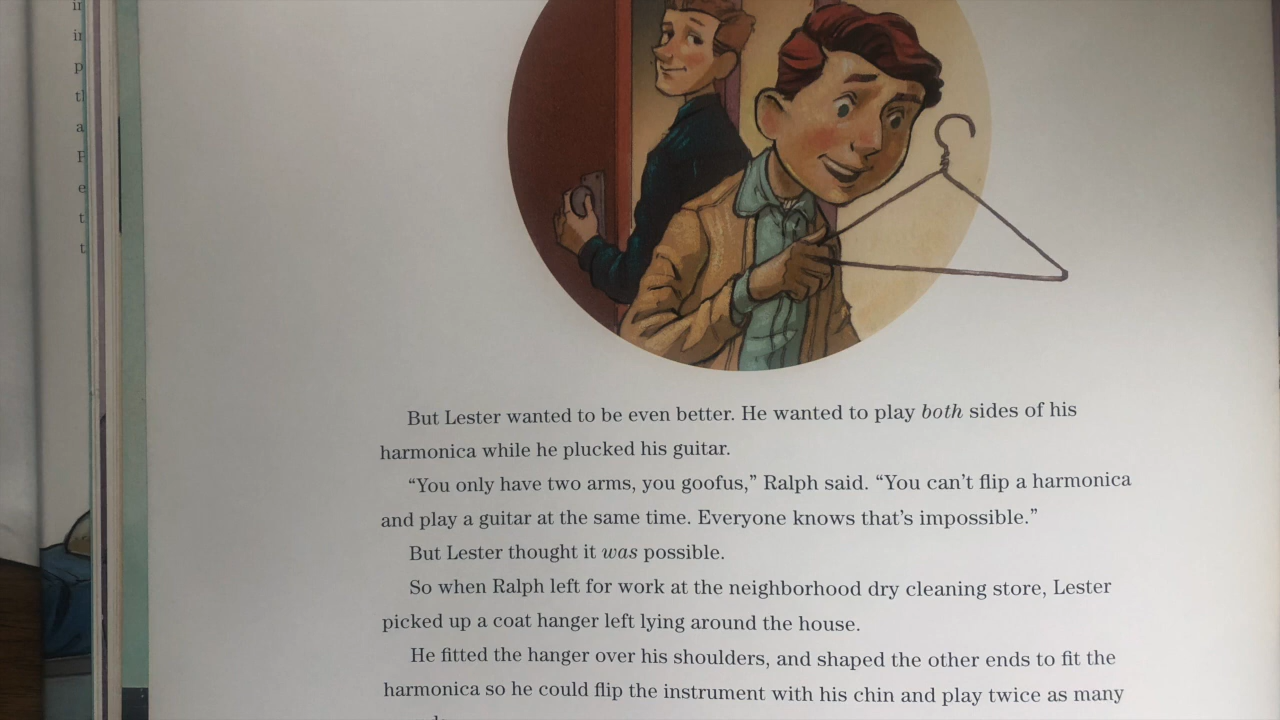 But Lester wanted to be even better. He wanted to play both sides of his
harmonica while he plucked his guitar.
“You only have two arms, you goofus,” Ralph said. “You can’t flip a harmonica
and play a guitar at the same time. Everyone knows that’s impossible.”
But Lester thought it was possible.
So when Ralph left for work at the neighborhood dry cleaning store, Lester
picked up a coat hanger left lying around the house.
He fitted the hanger over his shoulders, and shaped the other ends to fit the
harmonica so he could flip the instrument with his chin and play twice as many